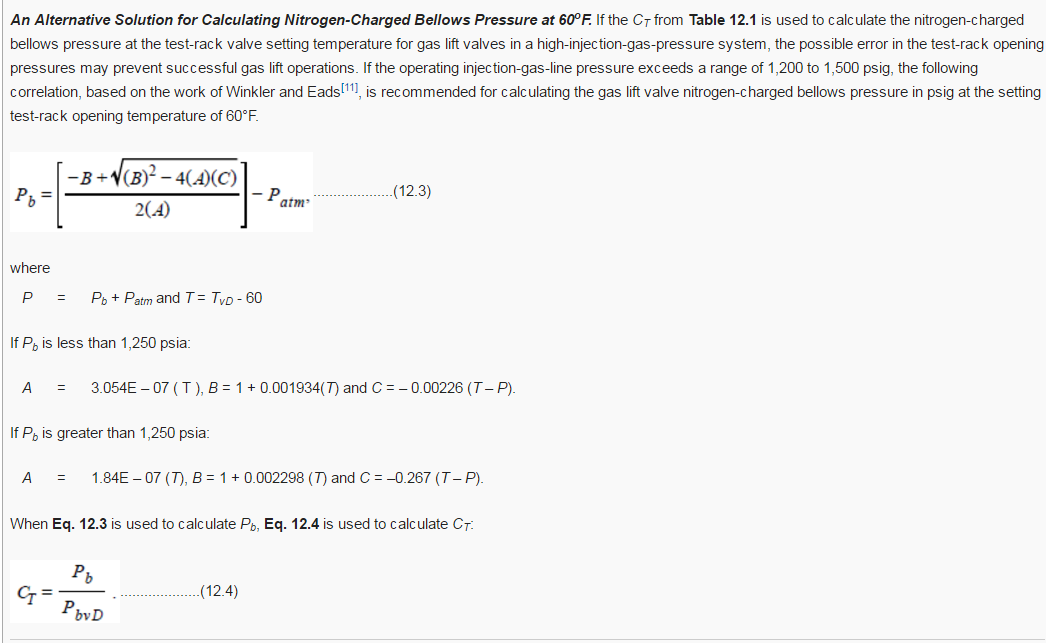 An Alternative Solution for Calculating Nitrogen-Charged Bellows Pressure at 60⁰F. If the C_T from Table 12.1 is used to calculate the nitrogen-charged
bellows pressure at the test-rack valve setting temperature for gas lift valves in a high-injection-gas-pressure system, the possible error in the test-rack opening
pressures may prevent successful gas lift operations. If the operating injection-gas-line pressure exceeds a range of 1,200 to 1,500 psig, the following
correlation, based on the work of Winkler and Eads[11], is recommended for calculating the gas lift valve nitrogen-charged bellows pressure in psig at the setting
test-rack opening temperature of 60°F.
P_b = [(−B + √((B)² − 4(A)(C))) / 2(A)] − P_atm, ....................(12.3)
where
P = P_b + P_atm and T = T_vD - 60
If P_b is less than 1,250 psia:
A = 3.054E – 07 ( T ), B = 1 + 0.001934(T) and C = – 0.00226 (T – P).
If P_b is greater than 1,250 psia:
A = 1.84E – 07 (T), B = 1 + 0.002298 (T) and C = –0.267 (T – P).
When Eq. 12.3 is used to calculate P_b, Eq. 12.4 is used to calculate C_T:
C_T = P_b / P_bvD . ....................(12.4)